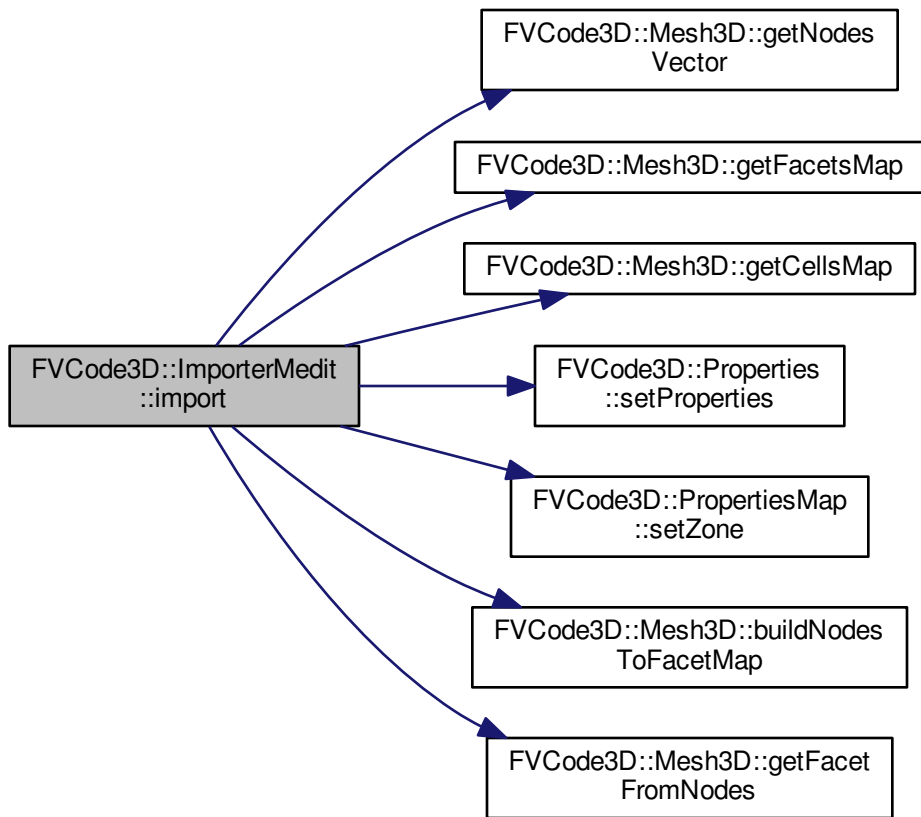 FVCode3D::Mesh3D::getNodes
Vector
FVCode3D::Mesh3D::getFacetsMap
FVCode3D::Mesh3D::getCellsMap
FVCode3D::ImporterMedit
::import
FVCode3D::Properties
::setProperties
FVCode3D::PropertiesMap
::setZone
FVCode3D::Mesh3D::buildNodes
ToFacetMap
FVCode3D::Mesh3D::getFacet
FromNodes